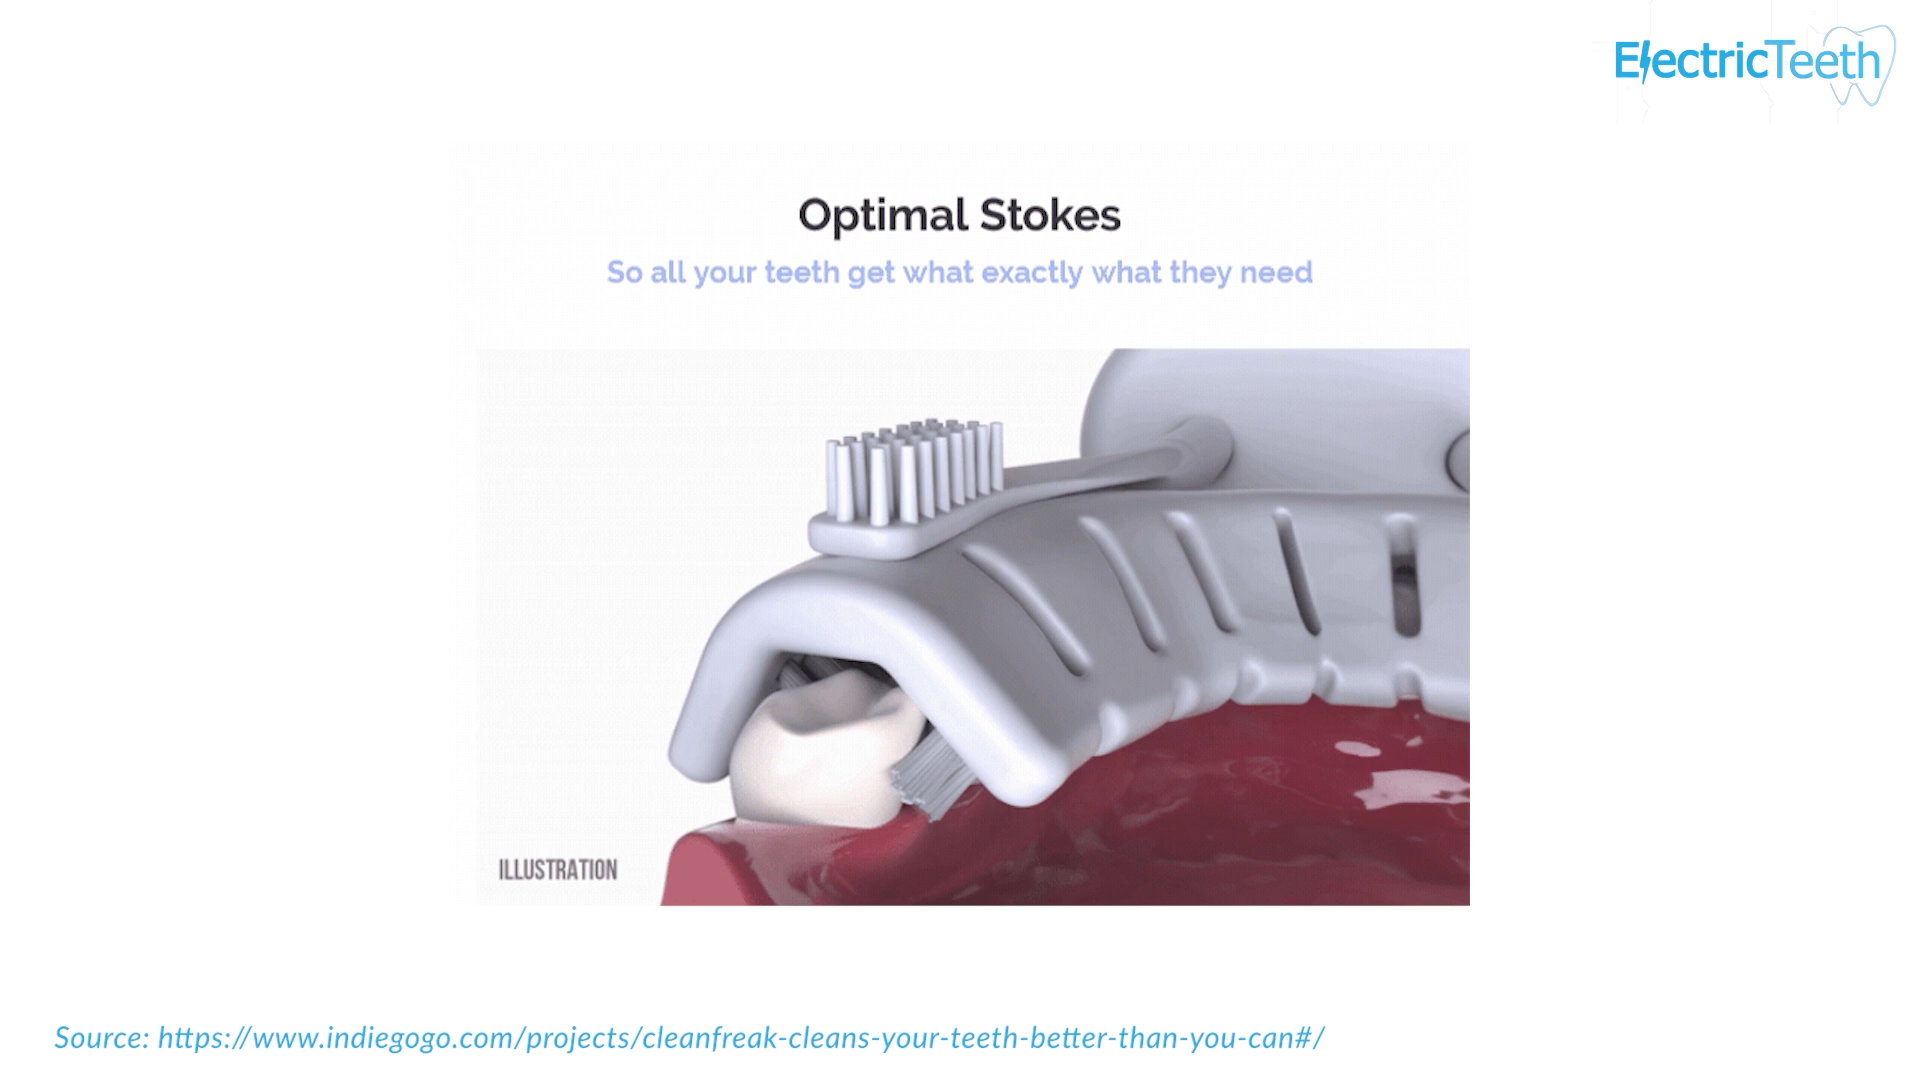 ElectricTeeth
Optimal Stokes
So all your teeth get what exactly what they need
ILLUSTRATION
Source: https://www.indiegogo.com/projects/cleanfreak-cleans-your-teeth-better-than-you-can#/